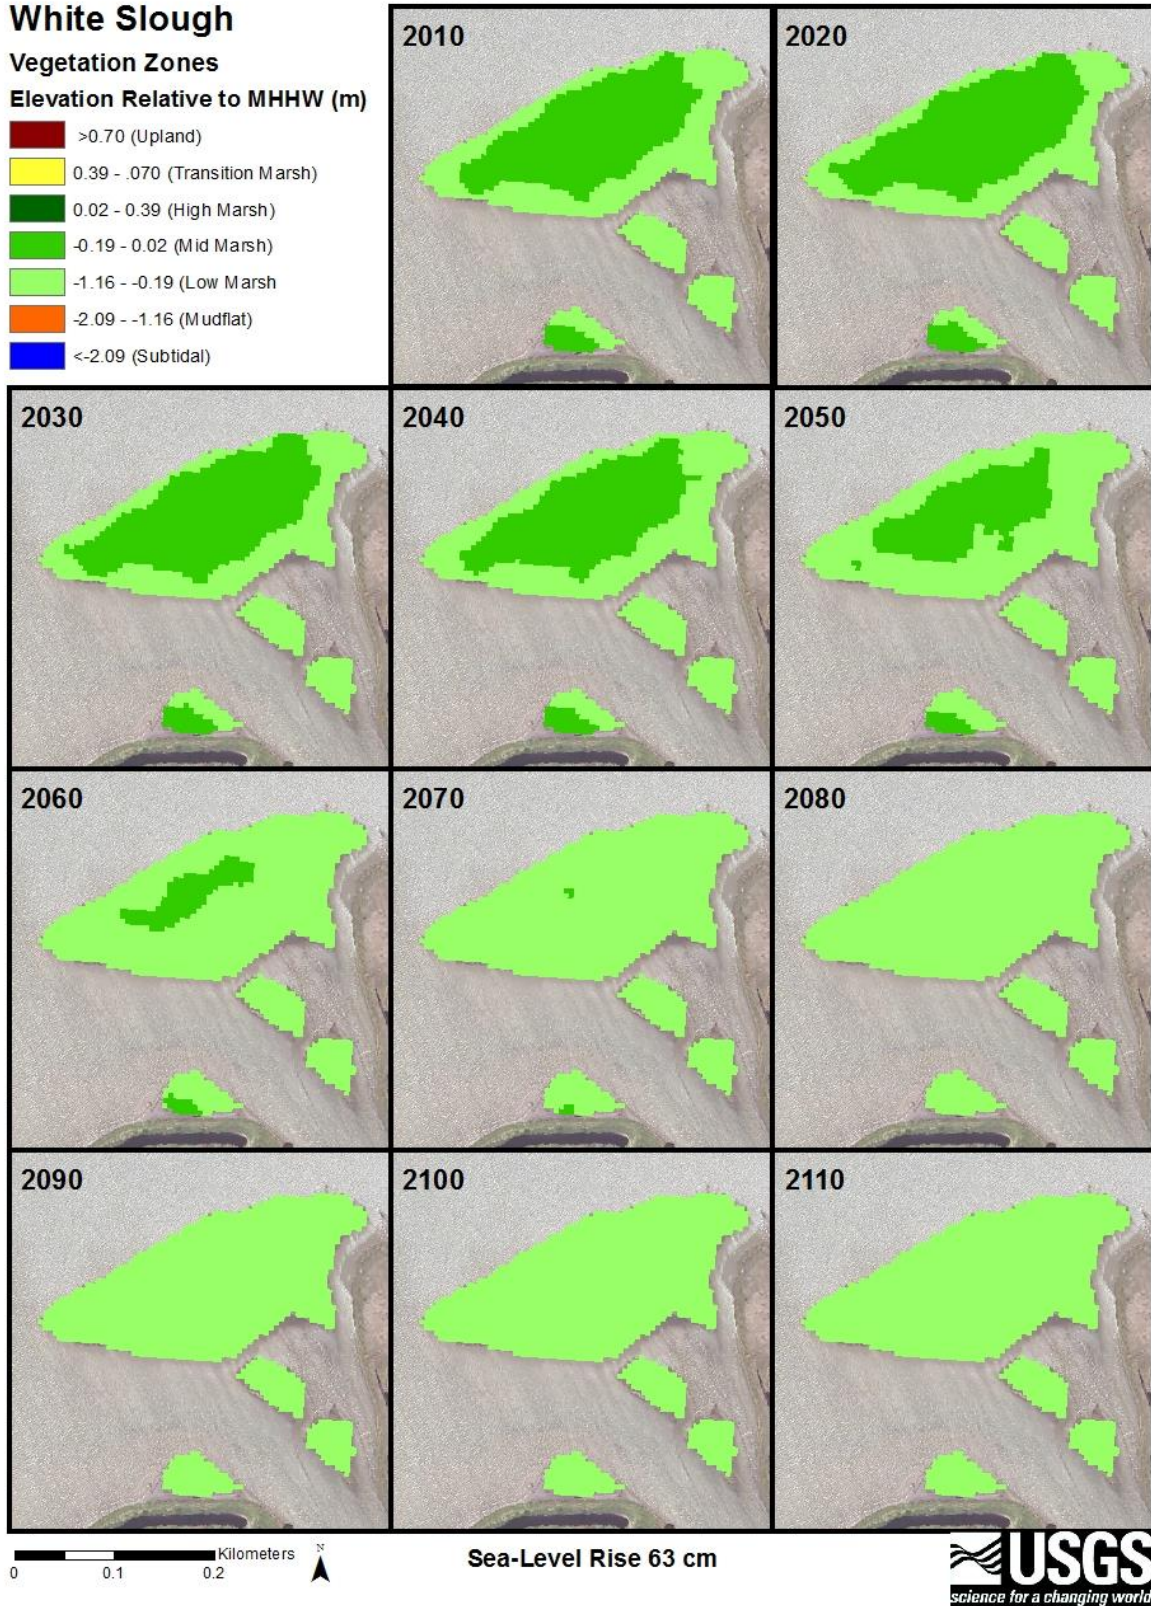 White Slough
Vegetation Zones
Elevation Relative to MHHW (m)
>0.70 (Upland)
0.39 - .070 (Transition Marsh)
0.02 - 0.39 (High Marsh)
-0.19 - 0.02 (Mid Marsh)
-1.16 - -0.19 (Low Marsh
-2.09 - -1.16 (Mudflat)
<-2.09 (Subtidal)
2010
2020
2030
2040
2050
2060
2070
2080
2090
2100
2110
Kilometers
0 0.1 0.2
N
Sea-Level Rise 63 cm
USGS
science for a changing world